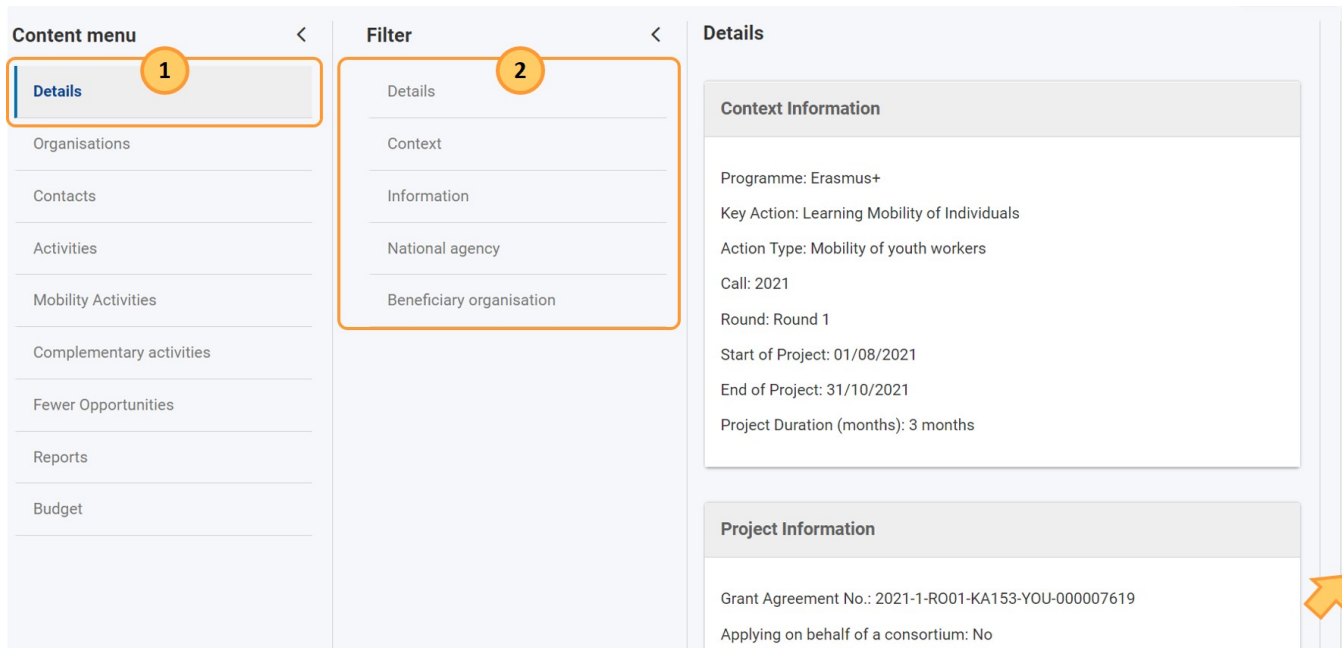 Content menu
1
Details
Organisations
Contacts
Activities
Mobility Activities
Complementary activities
Fewer Opportunities
Reports
Budget
Filter
2
Details
Context
Information
National agency
Beneficiary organisation
Details
Context Information
Programme: Erasmus+
Key Action: Learning Mobility of Individuals
Action Type: Mobility of youth workers
Call: 2021
Round: Round 1
Start of Project: 01/08/2021
End of Project: 31/10/2021
Project Duration (months): 3 months
Project Information
Grant Agreement No.: 2021-1-RO01-KA153-YOU-000007619
Applying on behalf of a consortium: No